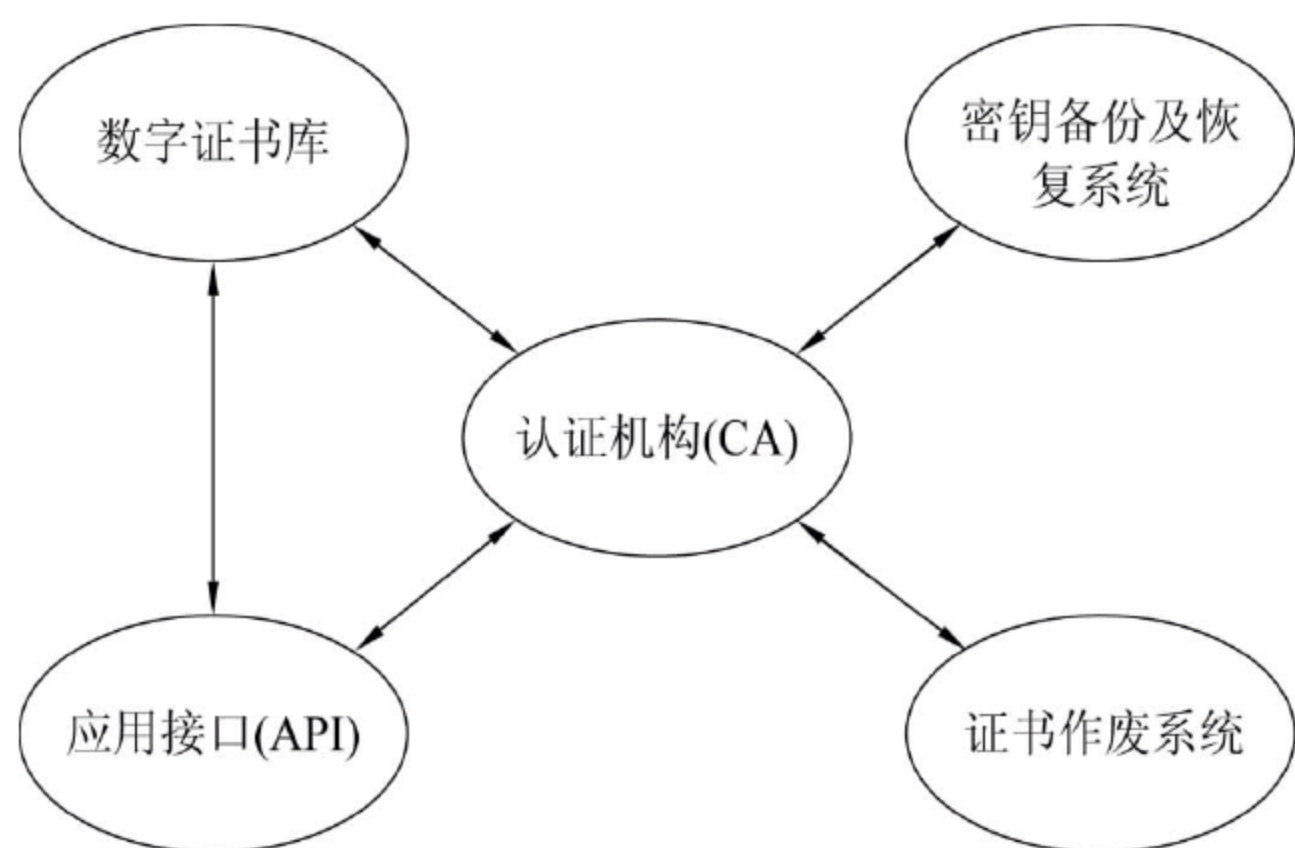 数字证书库
密钥备份及恢
复系统
认证机构(CA)
应用接口(API)
证书作废系统